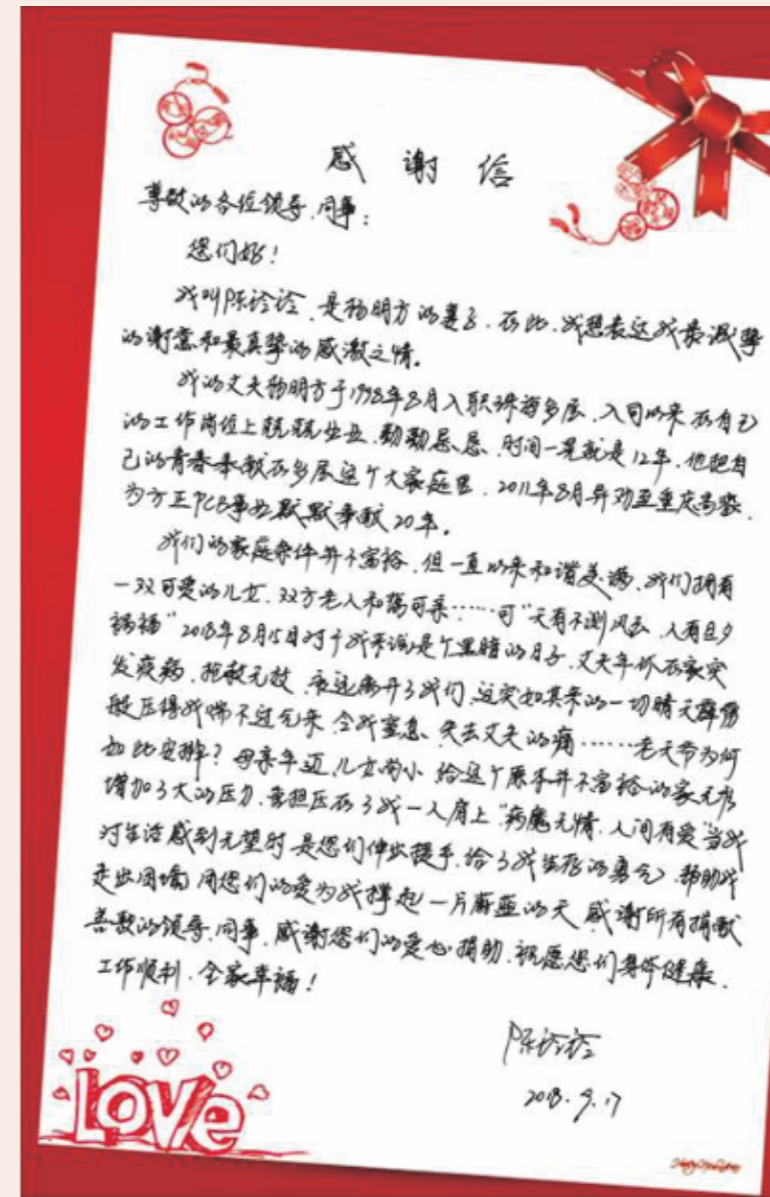 感谢信
尊敬的各位领导、同事：
您们好！
我叫陈玲玲，是杨明方的妻子，在此，我想表达我最诚挚
的谢意和最真挚的感激之情。
我的丈夫杨明方于1998年8月入职珠海多层，入司以来在自己
的工作岗位上兢兢业业、勤勤恳恳，时间一晃就是12年，他把自
己的青春奉献在多层这个大家庭里，2011年8月异动至重庆高密，
为方正PCB事业默默奉献20年。
我们的家庭条件并不富裕，但一直以来和谐美满，我们拥有
一双可爱的儿女，双方老人和蔼可亲……可“天有不测风云，人有旦夕
祸福”2018年8月15日对于我来说是个黑暗的日子，丈夫年休在家突
发疾病，抢救无效，永远离开了我们，这突如其来的一切晴天霹雳
般压得我喘不过气来，令我窒息、失去丈夫的痛……老天爷为何
如此安排？母亲年迈，儿女尚小，给这个原本并不富裕的家无形
增加了大的压力，重担压在了我一人肩上“病魔无情，人间有爱”当我
对生活感到无望时，是您们伸出援手，给了我生存的勇气，帮助我
走出困境，用您们的爱为我撑起一片蔚蓝的天，感谢所有捐献
善款的领导、同事，感谢您们的爱心捐助，祝愿您们身体健康、
工作顺利、全家幸福！
2018.9.17
LOVe